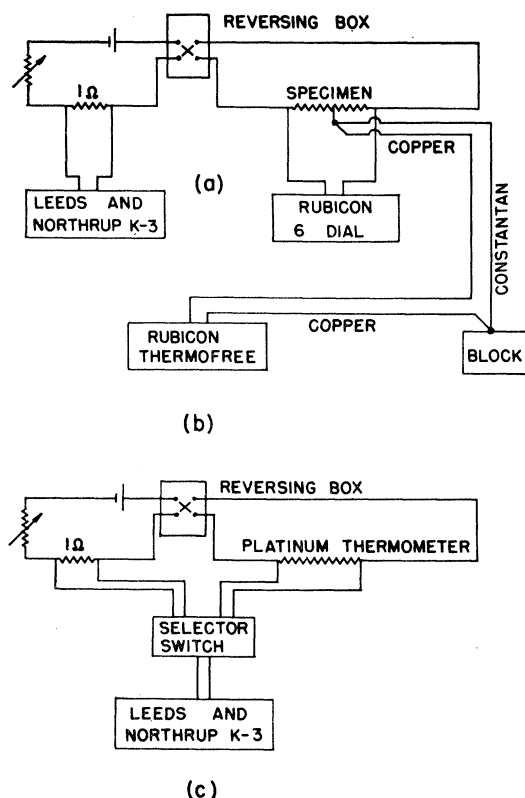 REVERSING BOX
1Ω
SPECIMEN
COPPER
(a)
LEEDS AND
NORTHRUP K-3
RUBICON
6 DIAL
CONSTANTAN
COPPER
RUBICON
THERMOFREE
BLOCK
(b)
REVERSING BOX
1Ω
PLATINUM THERMOMETER
SELECTOR
SWITCH
LEEDS AND
NORTHRUP K-3
(c)